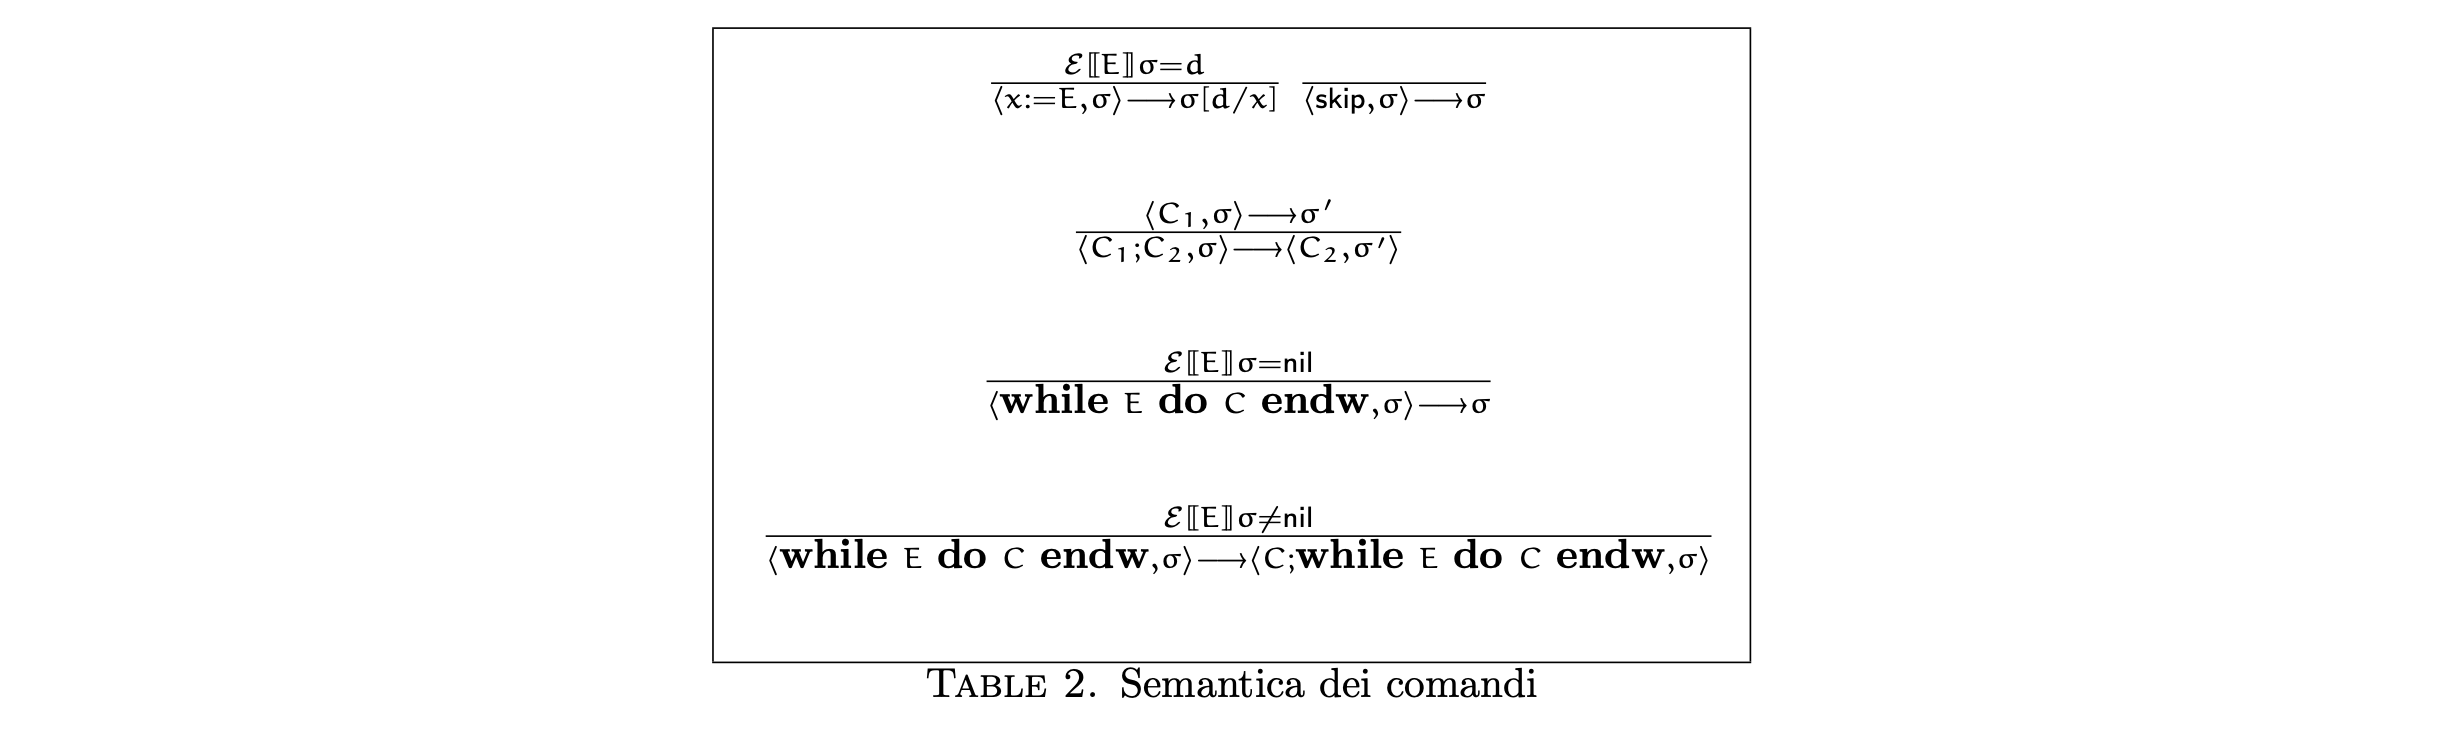 ℰ⟦E⟧σ=d
⟨x:=E,σ⟩⟶σ[d/x] ⟨skip,σ⟩⟶σ
⟨C₁,σ⟩⟶σ′
⟨C₁;C₂,σ⟩⟶⟨C₂,σ′⟩
ℰ⟦E⟧σ=nil
⟨while E do C endw,σ⟩⟶σ
ℰ⟦E⟧σ≠nil
⟨while E do C endw,σ⟩⟶⟨C;while E do C endw,σ⟩
TABLE 2. Semantica dei comandi